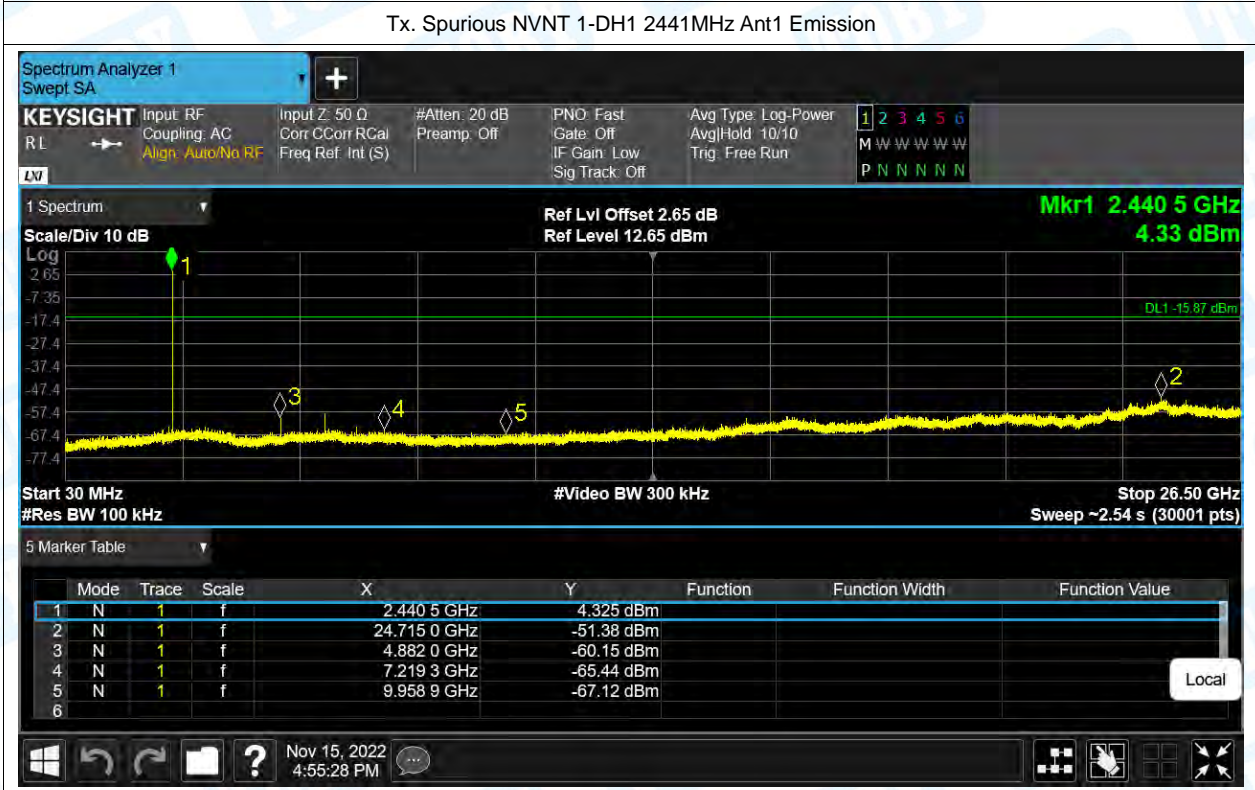 Tx. Spurious NVNT 1-DH1 2441MHz Ant1 Emission
Spectrum Analyzer 1
Swept SA
+
KEYSIGHT Input: RF Input Z: 50 Ω #Atten: 20 dB PNO: Fast Avg Type: Log-Power 1 2 3 4 5 6
RL Coupling: AC Corr CCorr RCal Preamp: Off Gate: Off Avg|Hold: 10/10 M W W W W W
Align: Auto/No RF Freq Ref: Int (S) IF Gain: Low Trig: Free Run
LXI Sig Track: Off P N N N N N
1 Spectrum Ref Lvl Offset 2.65 dB Mkr1 2.440 5 GHz
Scale/Div 10 dB Ref Level 12.65 dBm 4.33 dBm
Log
1
2.65
-7.35
DL1 -15.87 dBm
-17.4
-27.4
-37.4
2
-47.4
3
4
-57.4
5
-67.4
-77.4
Start 30 MHz #Video BW 300 kHz Stop 26.50 GHz
#Res BW 100 kHz Sweep ~2.54 s (30001 pts)
5 Marker Table
Mode Trace Scale X Y Function Function Width Function Value
1 N 1 f 2.440 5 GHz 4.325 dBm
2 N 1 f 24.715 0 GHz -51.38 dBm
3 N 1 f 4.882 0 GHz -60.15 dBm
4 N 1 f 7.219 3 GHz -65.44 dBm
5 N 1 f 9.958 9 GHz -67.12 dBm
6
Local
? Nov 15, 2022
4:55:28 PM